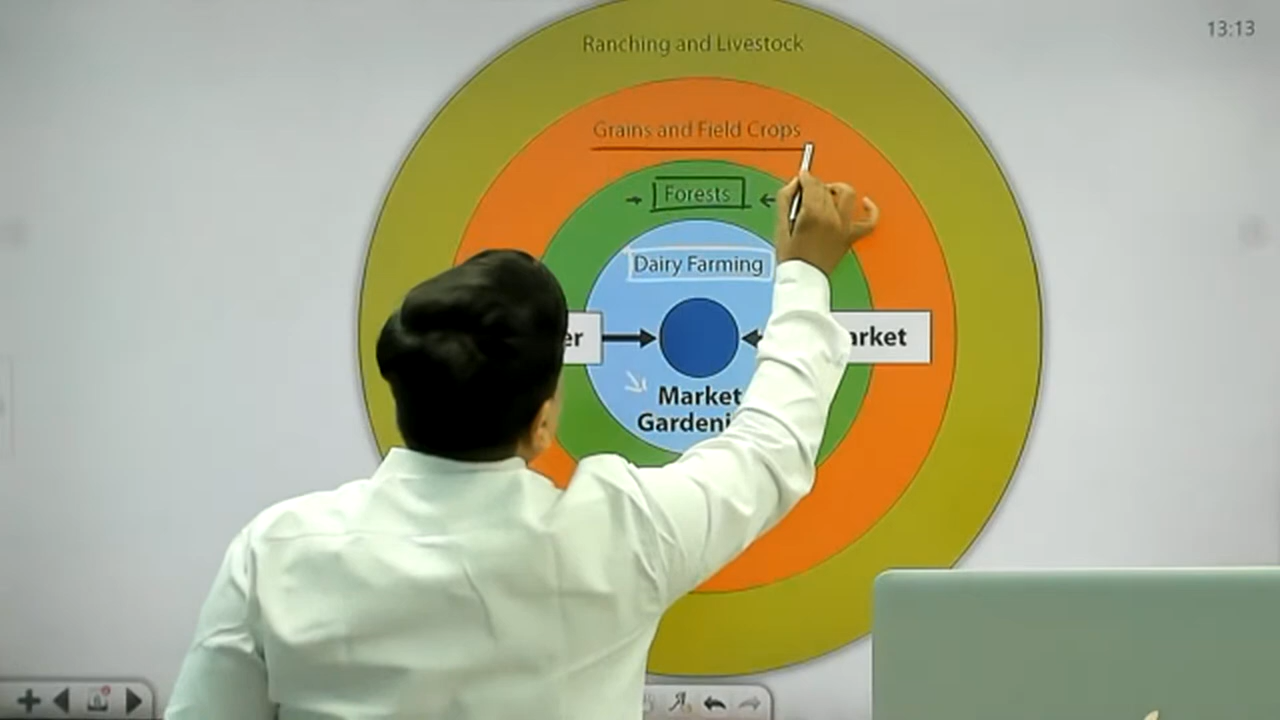 13:13
Ranching and Livestock
Grains and Field Crops
Forests
Dairy Farming
Market